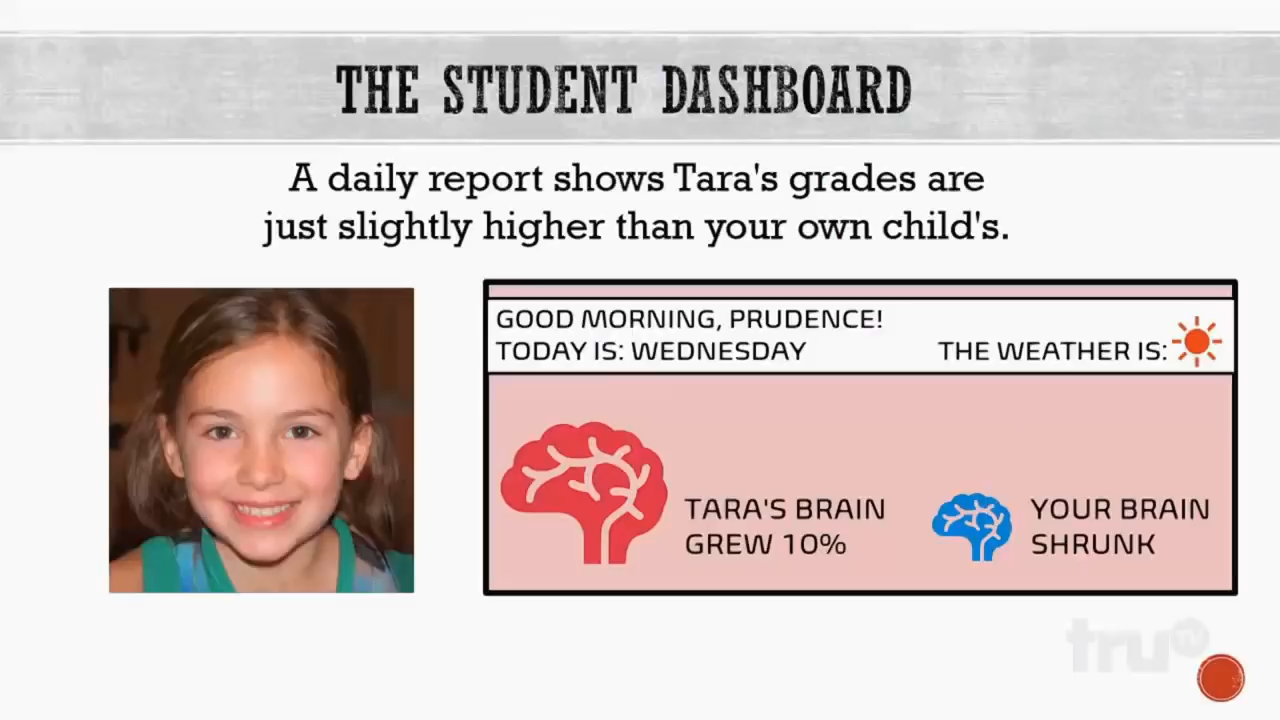 THE STUDENT DASHBOARD
A daily report shows Tara's grades are
just slightly higher than your own child's.
GOOD MORNING, PRUDENCE!
TODAY IS: WEDNESDAY THE WEATHER IS:
TARA'S BRAIN
GREW 10%
YOUR BRAIN
SHRUNK
truTV